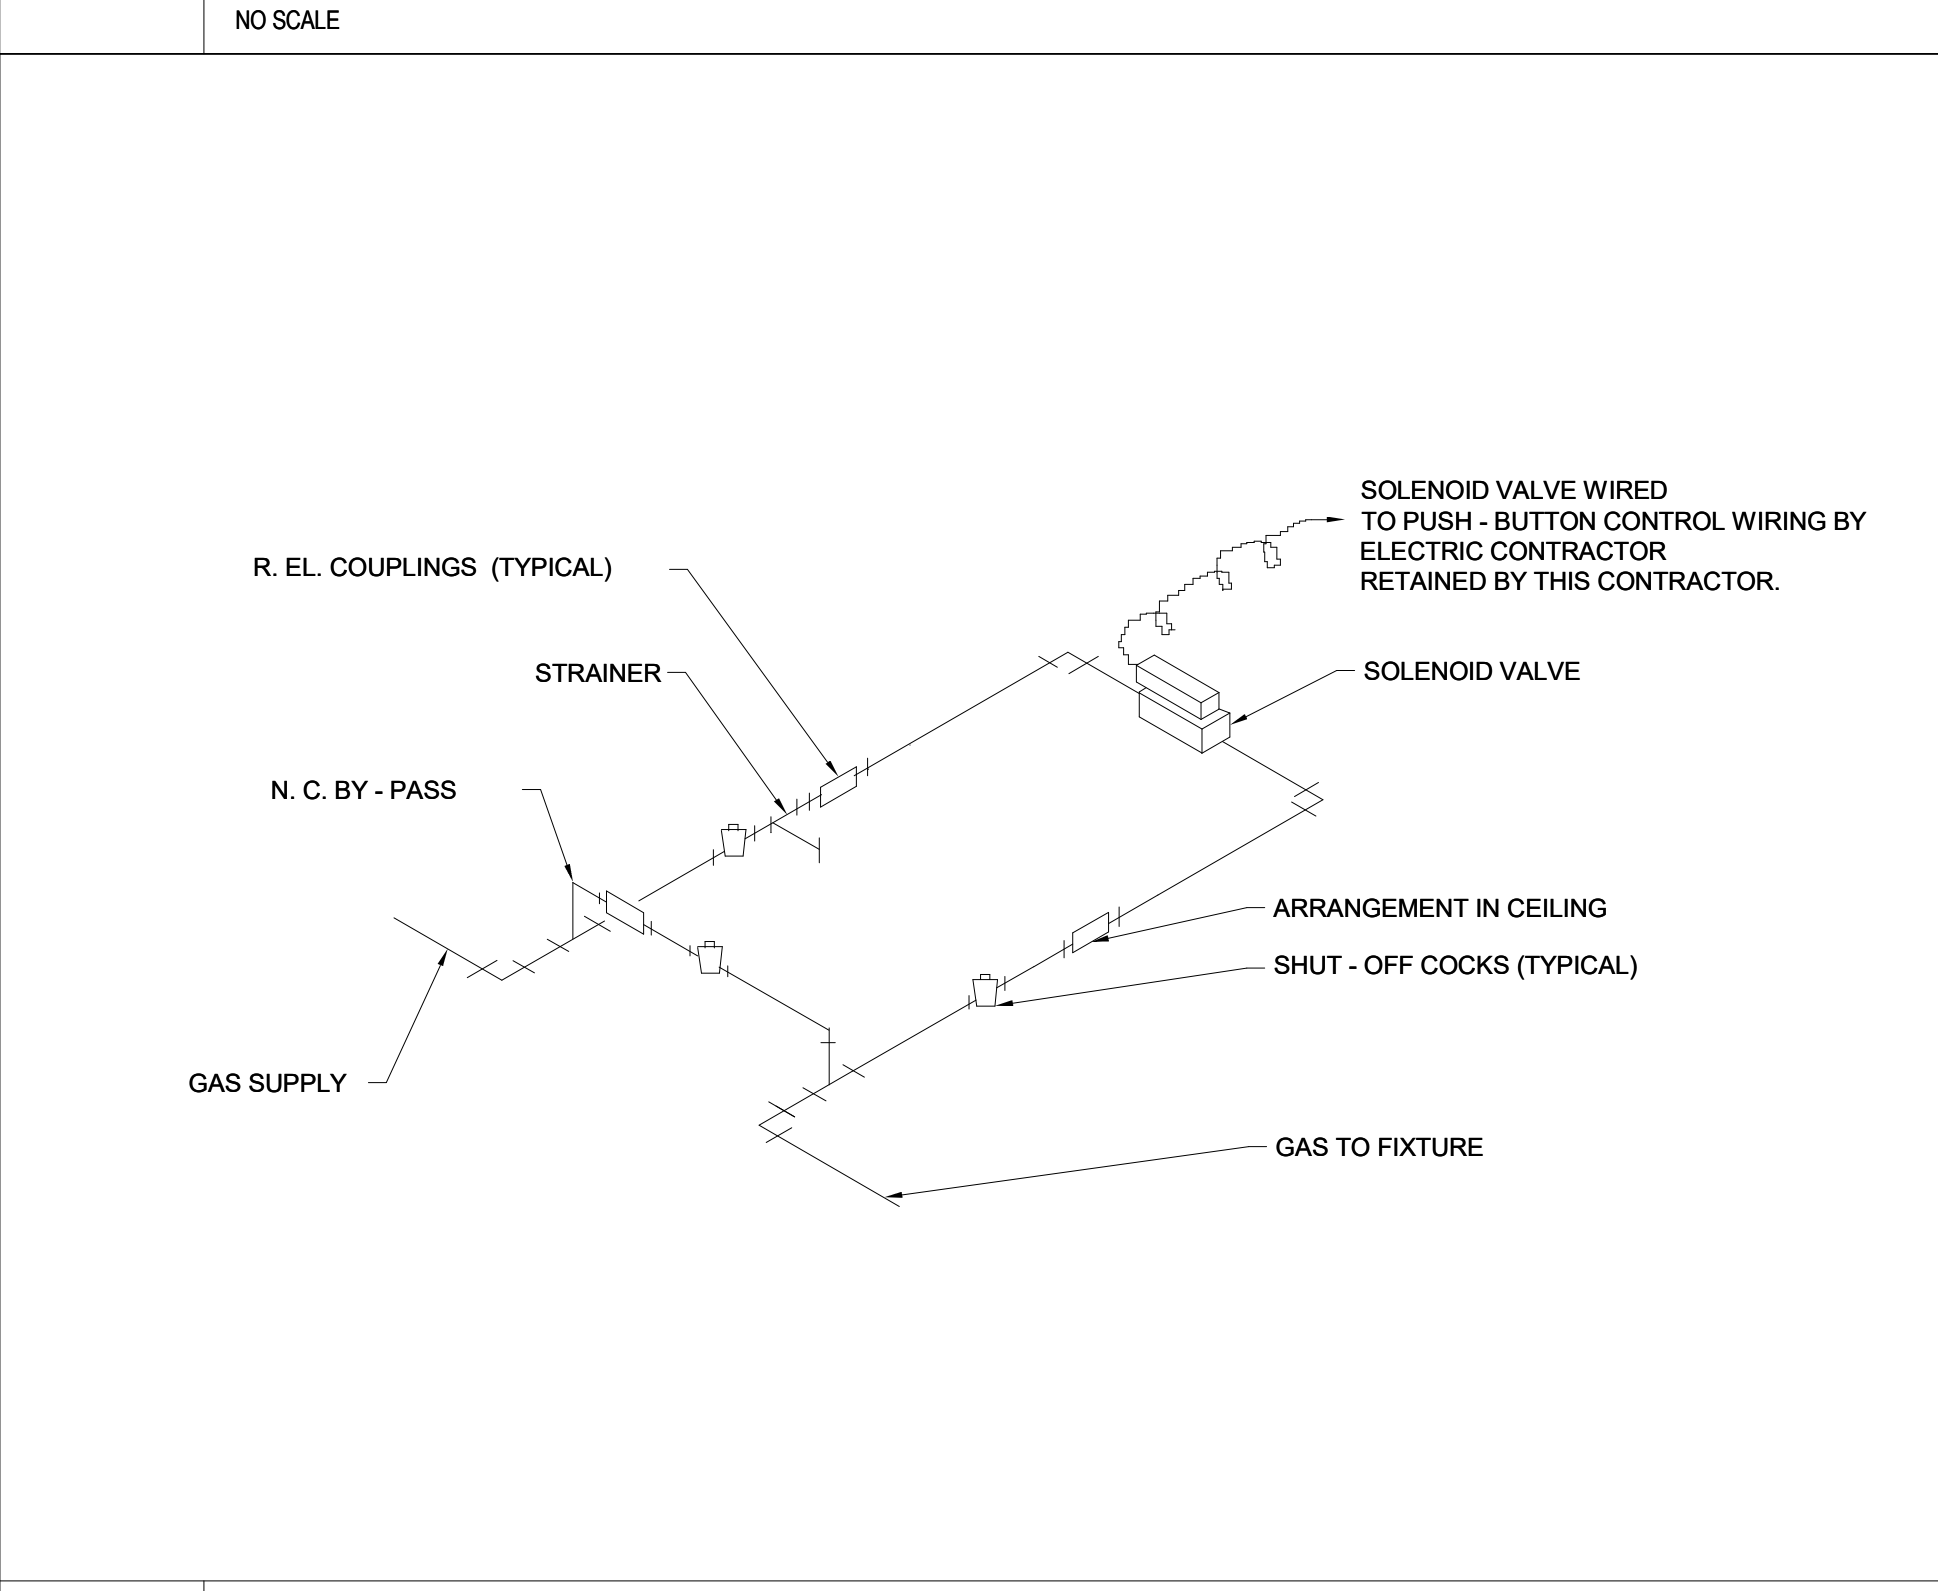 NO SCALE
SOLENOID VALVE WIRED
TO PUSH - BUTTON CONTROL WIRING BY
ELECTRIC CONTRACTOR
RETAINED BY THIS CONTRACTOR.
R. EL. COUPLINGS (TYPICAL)
STRAINER
SOLENOID VALVE
N. C. BY - PASS
ARRANGEMENT IN CEILING
SHUT - OFF COCKS (TYPICAL)
GAS SUPPLY
GAS TO FIXTURE